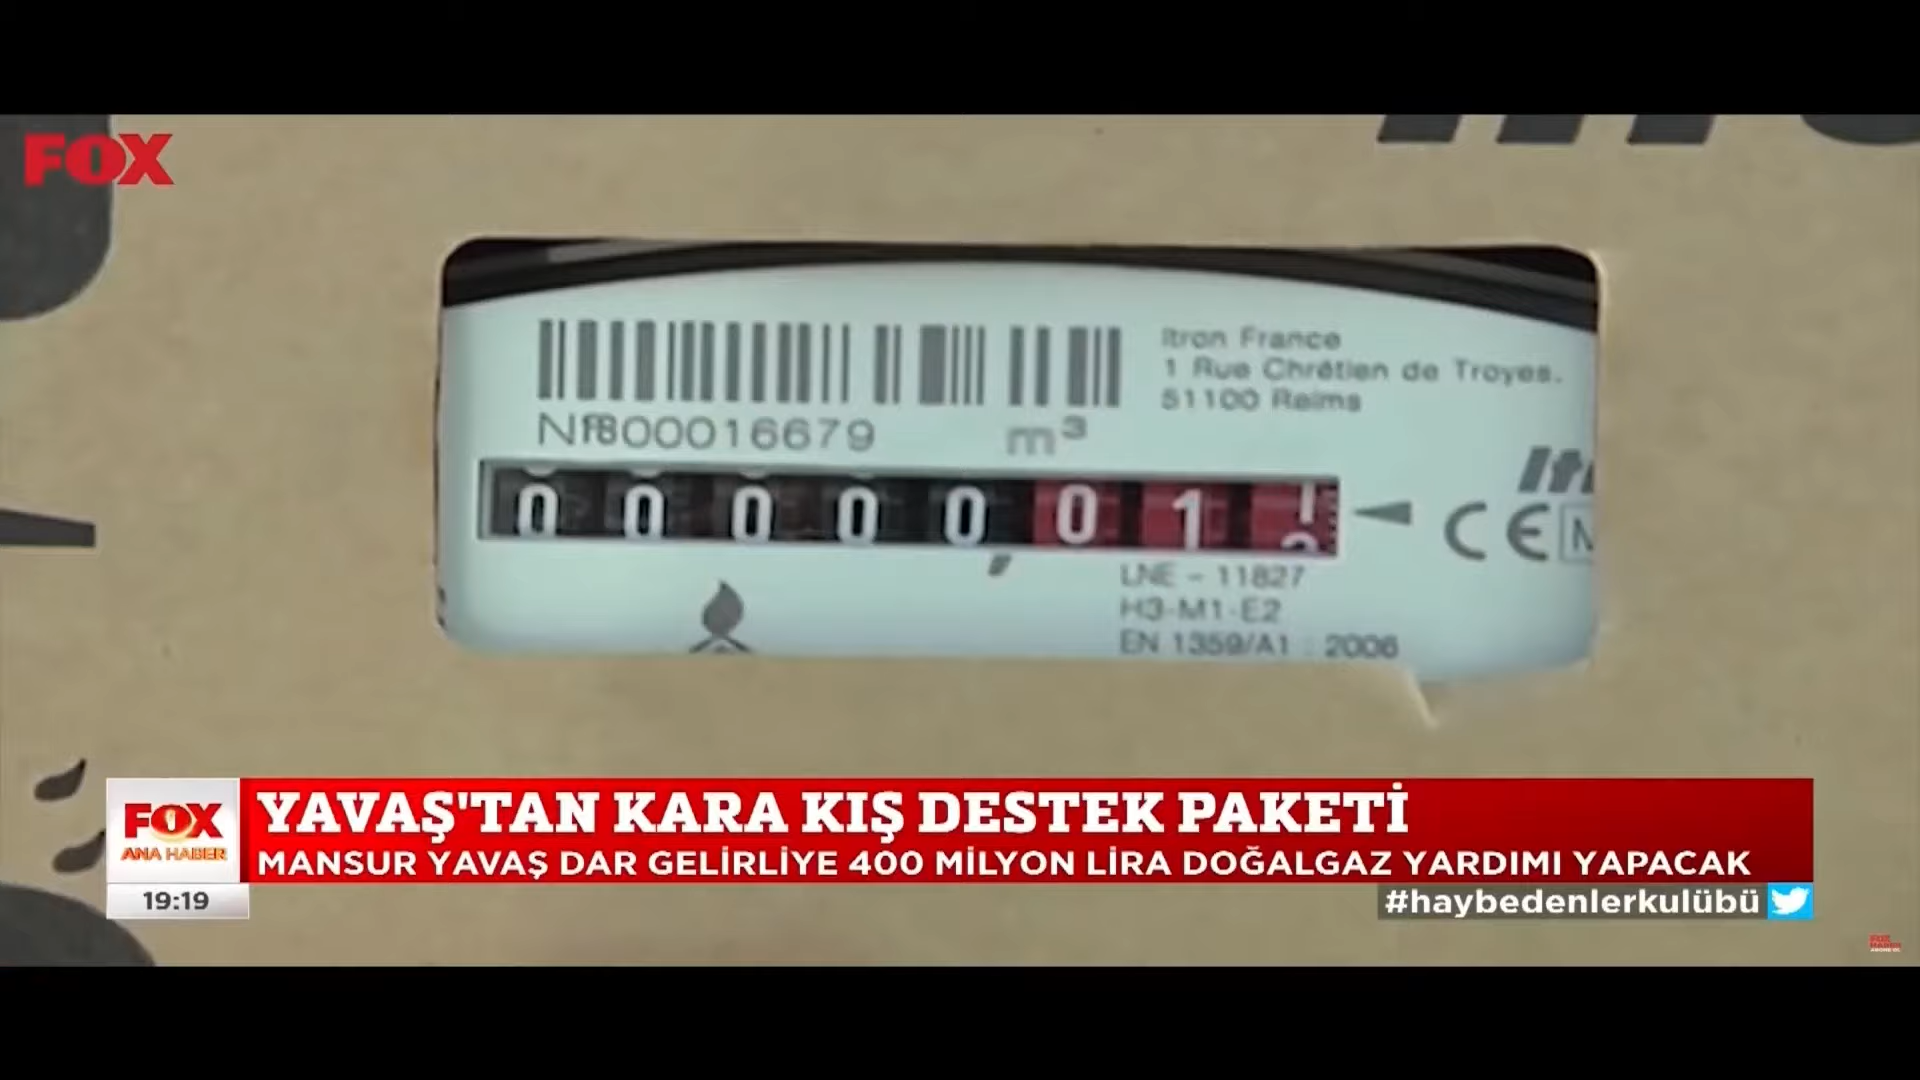 FOX
Itron France
1 Rue Chrétien de Troyes.
51100 Reims
m³
0 0 0 0 0 0 1
LNE - 11827
H3-M1-E2
EN 1359/A1 : 2006
CE
FOX
ANA HABER
19:19
YAVAŞ'TAN KARA KIŞ DESTEK PAKETİ
MANSUR YAVAŞ DAR GELİRLİYE 400 MİLYON LİRA DOĞALGAZ YARDIMI YAPACAK
#haybedenlerkulübü
FOX
HABER